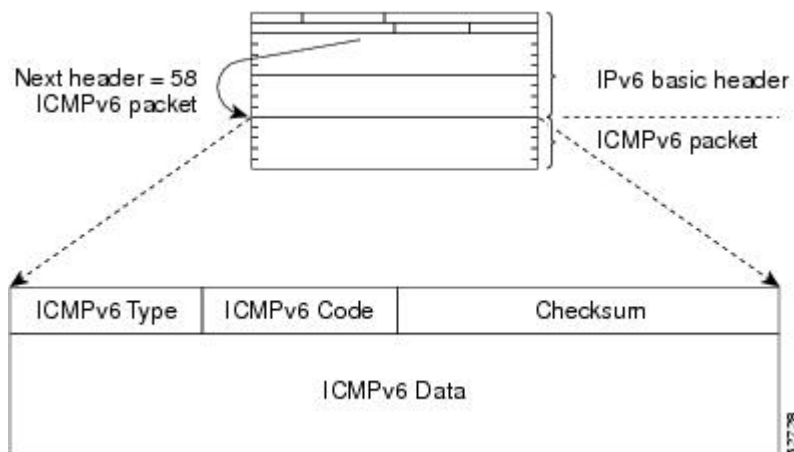 Next header = 58
ICMPv6 packet
IPv6 basic header
ICMPv6 packet
ICMPv6 Type
ICMPv6 Code
Checksum
ICMPv6 Data